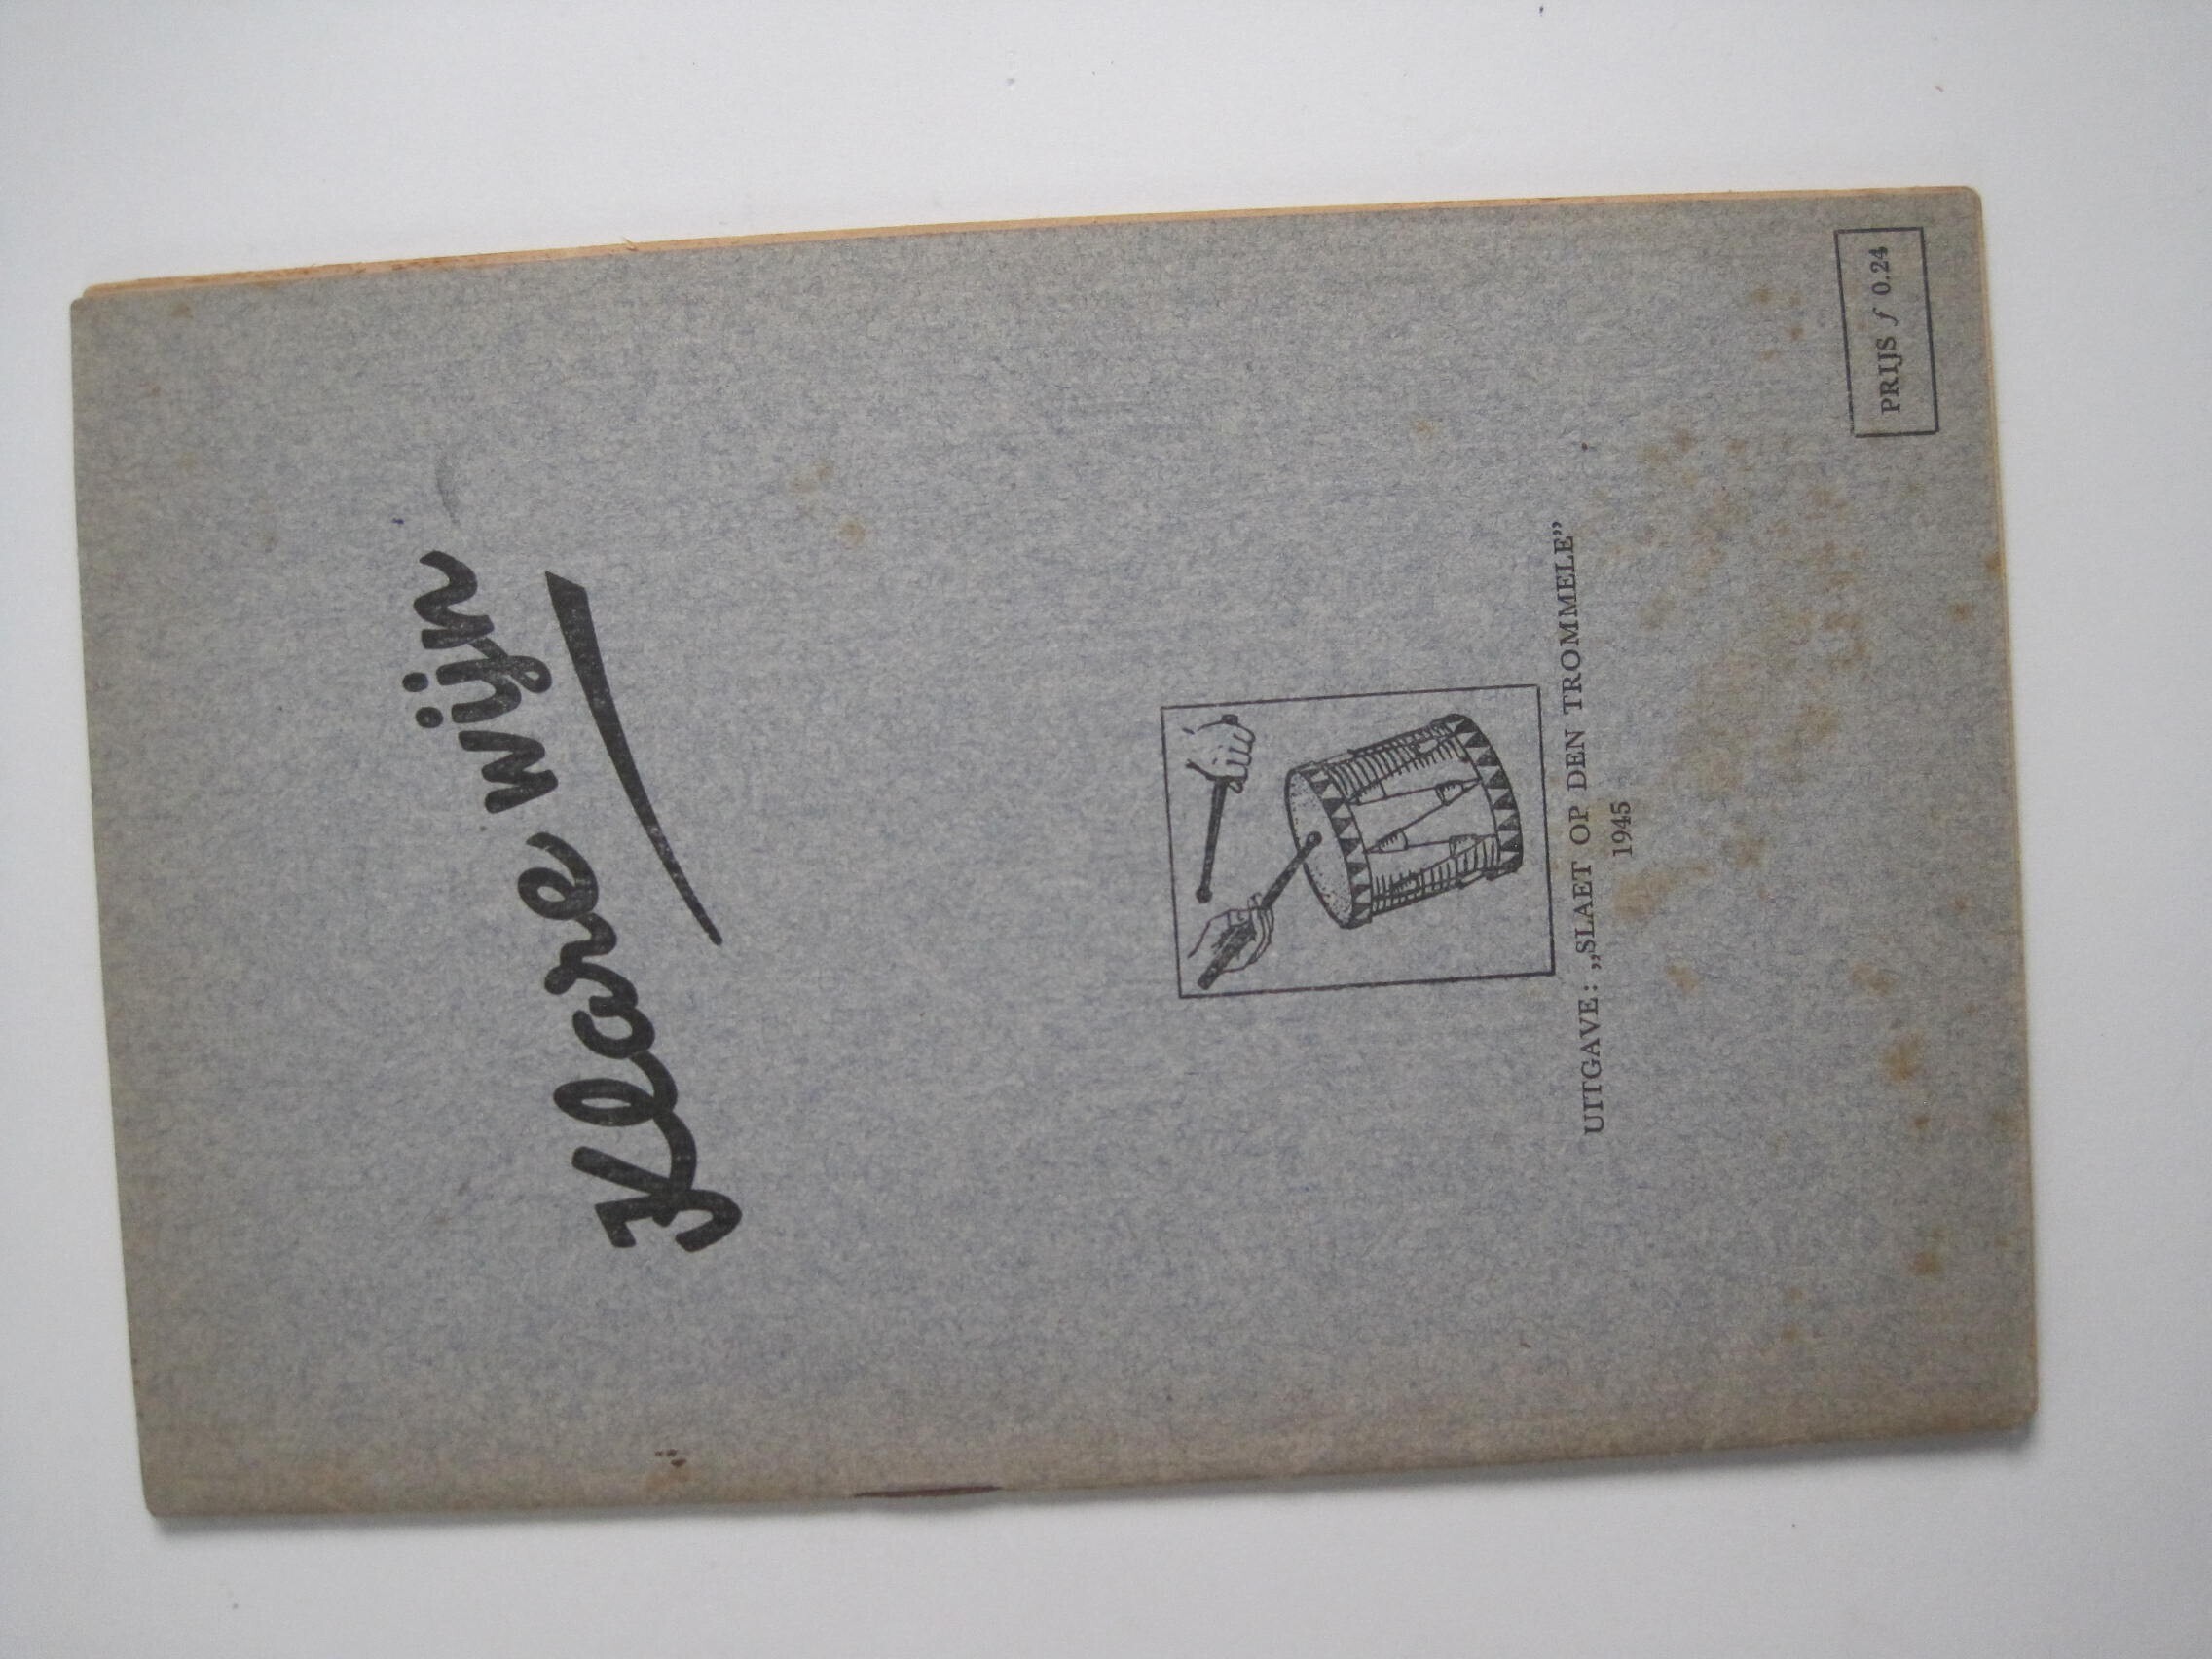 Klare wijn
UITGAVE: „SLAET OP DEN TROMMELE”
1945
PRIJS ƒ 0.24